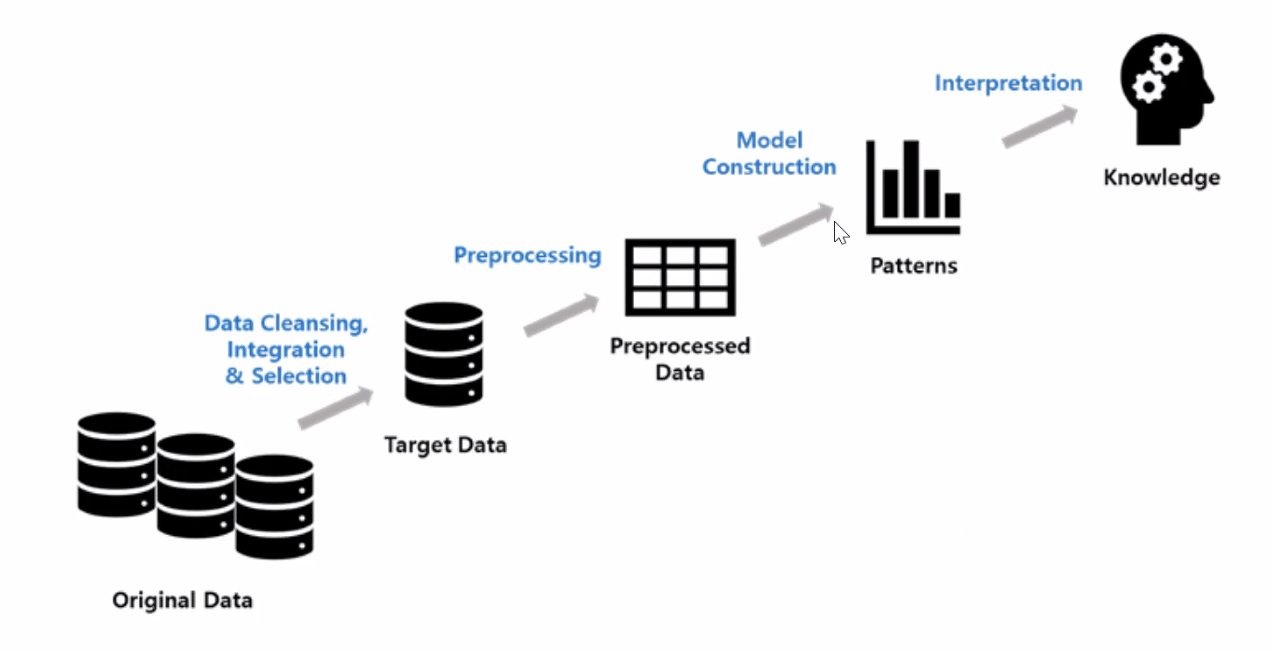 Original Data
Data Cleansing,
Integration
& Selection
Target Data
Preprocessing
Preprocessed
Data
Model
Construction
Patterns
Interpretation
Knowledge